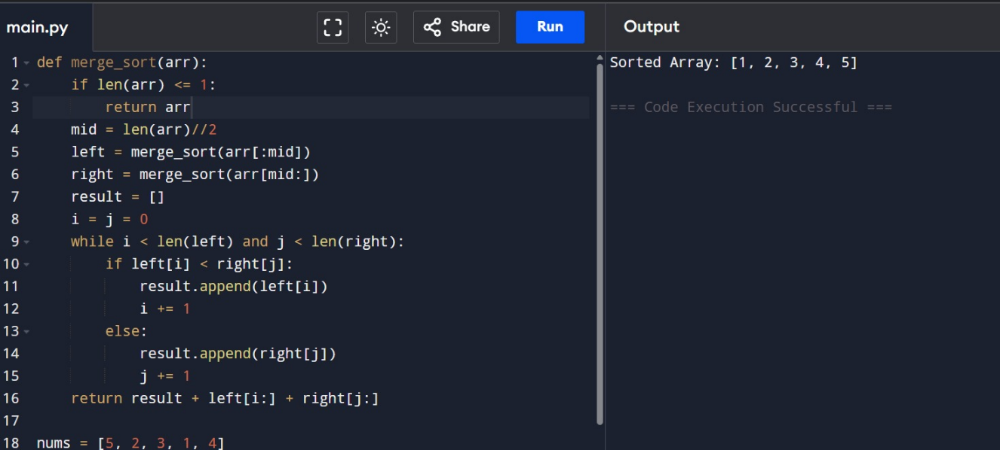 main.py
Share
Run
Output
1 def merge_sort(arr):
2     if len(arr) <= 1:
3         return arr
4     mid = len(arr)//2
5     left = merge_sort(arr[:mid])
6     right = merge_sort(arr[mid:])
7     result = []
8     i = j = 0
9     while i < len(left) and j < len(right):
10         if left[i] < right[j]:
11             result.append(left[i])
12             i += 1
13         else:
14             result.append(right[j])
15             j += 1
16     return result + left[i:] + right[j:]
17
18 nums = [5, 2, 3, 1, 4]
Sorted Array: [1, 2, 3, 4, 5]
=== Code Execution Successful ===